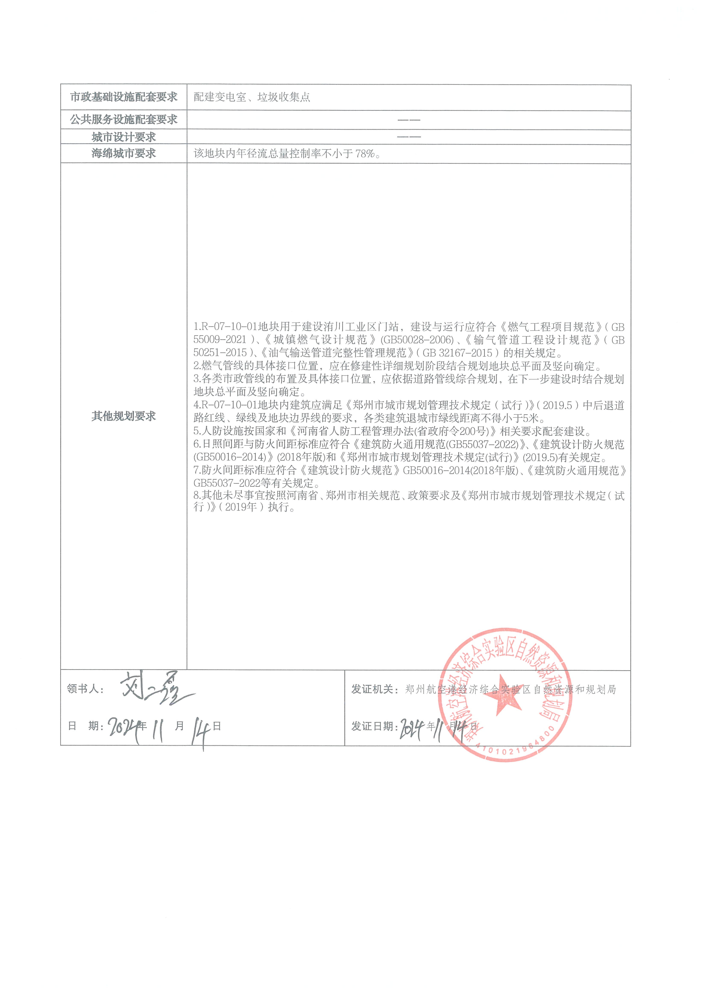 市政基础设施配套要求 配建变电室、垃圾收集点
公共服务设施配套要求 ——
城市设计要求 ——
海绵城市要求 该地块内年径流总量控制率不小于 78%。
其他规划要求
1.R-07-10-01地块用于建设洧川工业区门站，建设与运行应符合《燃气工程项目规范》（GB
55009-2021）、《城镇燃气设计规范》(GB50028-2006)、《输气管道工程设计规范》（GB
50251-2015）、《油气输送管道完整性管理规范》（GB 32167-2015）的相关规定。
2.燃气管线的具体接口位置，应在修建性详细规划阶段结合规划地块总平面及竖向确定。
3.各类市政管线的布置及具体接口位置，应依据道路管线综合规划，在下一步建设时结合规划
地块总平面及竖向确定。
4.R-07-10-01地块内建筑应满足《郑州市城市规划管理技术规定（试行）》（2019.5）中后退道
路红线、绿线及地块边界线的要求，各类建筑退城市绿线距离不得小于5米。
5.人防设施按国家和《河南省人防工程管理办法(省政府令200号)》相关要求配套建设。
6.日照间距与防火间距标准应符合《建筑防火通用规范(GB55037-2022)》、《建筑设计防火规范
(GB50016-2014)》(2018年版)和《郑州市城市规划管理技术规定(试行)》(2019.5)有关规定。
7.防火间距标准应符合《建筑设计防火规范》GB50016-2014(2018年版)、《建筑防火通用规范》
GB55037-2022等有关规定。
8.其他未尽事宜按照河南省、郑州市相关规范、政策要求及《郑州市城市规划管理技术规定（试
行）》（2019年）执行。
领书人： 刘二磊
发证机关：郑州航空港经济综合实验区自然资源和规划局
日 期：2024年 11 月 14日
发证日期：2024年11月14日
郑州航空港经济综合实验区自然资源和规划局
4101021984800